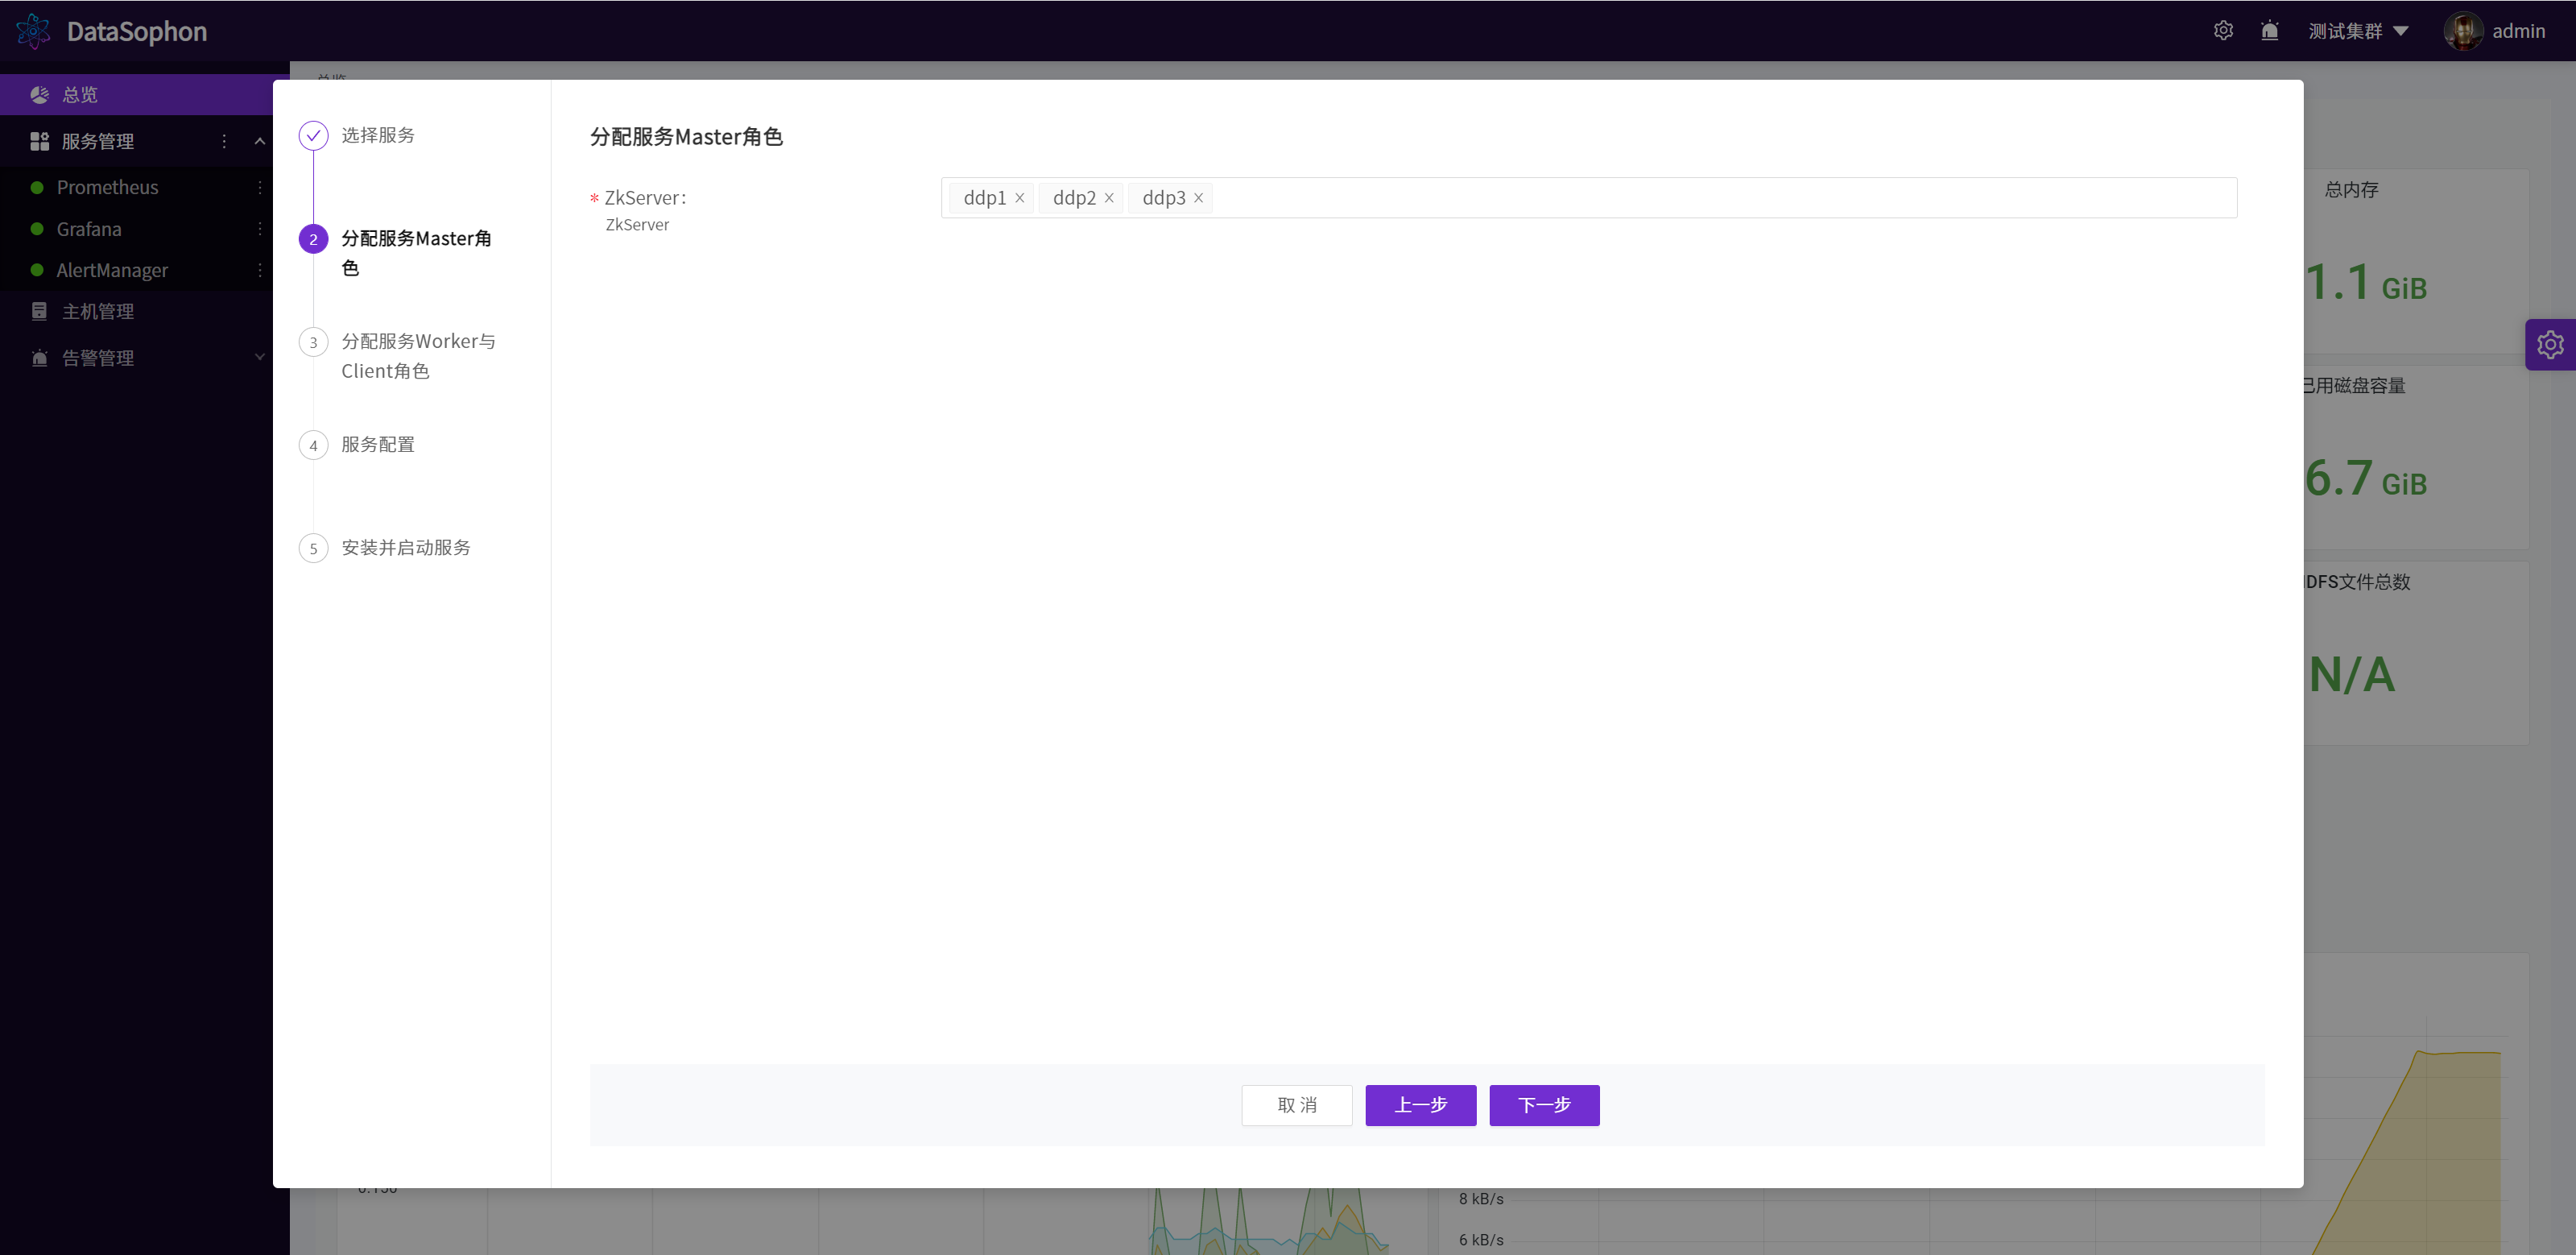 DataSophon
测试集群
admin
总览
服务管理
Prometheus
Grafana
AlertManager
主机管理
告警管理
选择服务
2
分配服务Master角
色
3
分配服务Worker与
Client角色
4
服务配置
5
安装并启动服务
分配服务Master角色
* ZkServer:
ZkServer
ddp1 ddp2 ddp3
取 消
上一步
下一步
总内存
1.1 GiB
已用磁盘容量
6.7 GiB
DFS文件总数
N/A
8 kB/s
6 kB/s